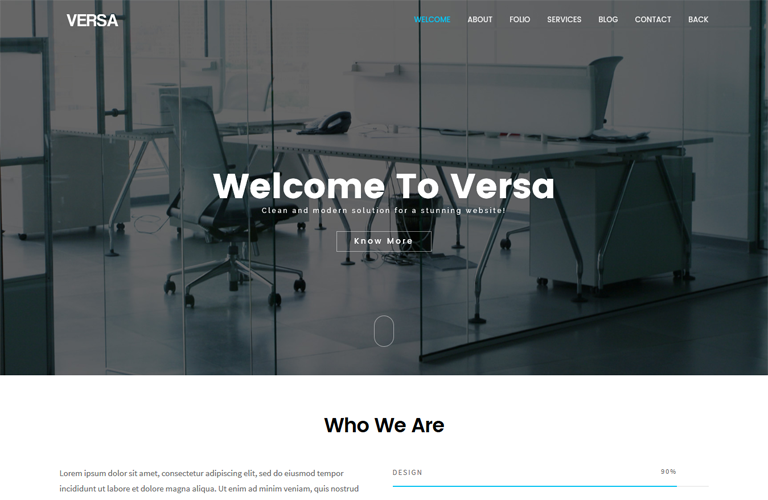 VERSA
WELCOME ABOUT FOLIO SERVICES BLOG CONTACT BACK
Welcome To Versa
Clean and modern solution for a stunning website!
Know More
Who We Are
Lorem ipsum dolor sit amet, consectetur adipiscing elit, sed do eiusmod tempor
incididunt ut labore et dolore magna aliqua. Ut enim ad minim veniam, quis nostrud
DESIGN 90%